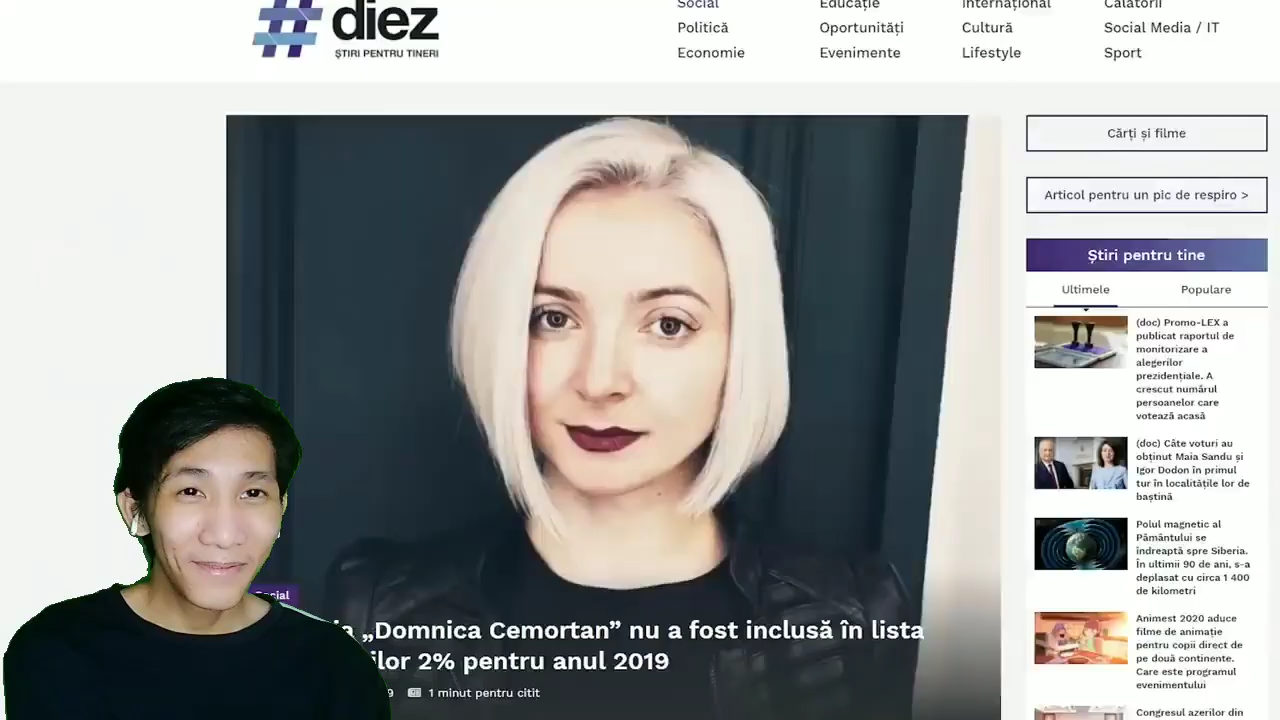 #diez
ȘTIRI PENTRU TINERI
Social
Educație
Internațional
Călătorii
Politică
Oportunități
Cultură
Social Media / IT
Economie
Evenimente
Lifestyle
Sport
„Domnica Cemortan” nu a fost inclusă în lista
2% pentru anul 2019
1 minut pentru citit
Cărți și filme
Articol pentru un pic de respiro >
Știri pentru tine
Ultimele
Populare
(doc) Promo-LEX a
publicat raportul de
monitorizare a
alegerilor
prezidențiale. A
crescut numărul
persoanelor care
votează acasă
(doc) Câte voturi au
obținut Maia Sandu și
Igor Dodon în primul
tur în localitățile lor de
baștină
Polul magnetic al
Pământului se
îndreaptă spre Siberia.
În ultimii 90 de ani, s-a
deplasat cu circa 1 400
de kilometri
Animest 2020 aduce
filme de animație
pentru copii direct de
pe două continente.
Care este programul
evenimentului
Congresul azerilor din